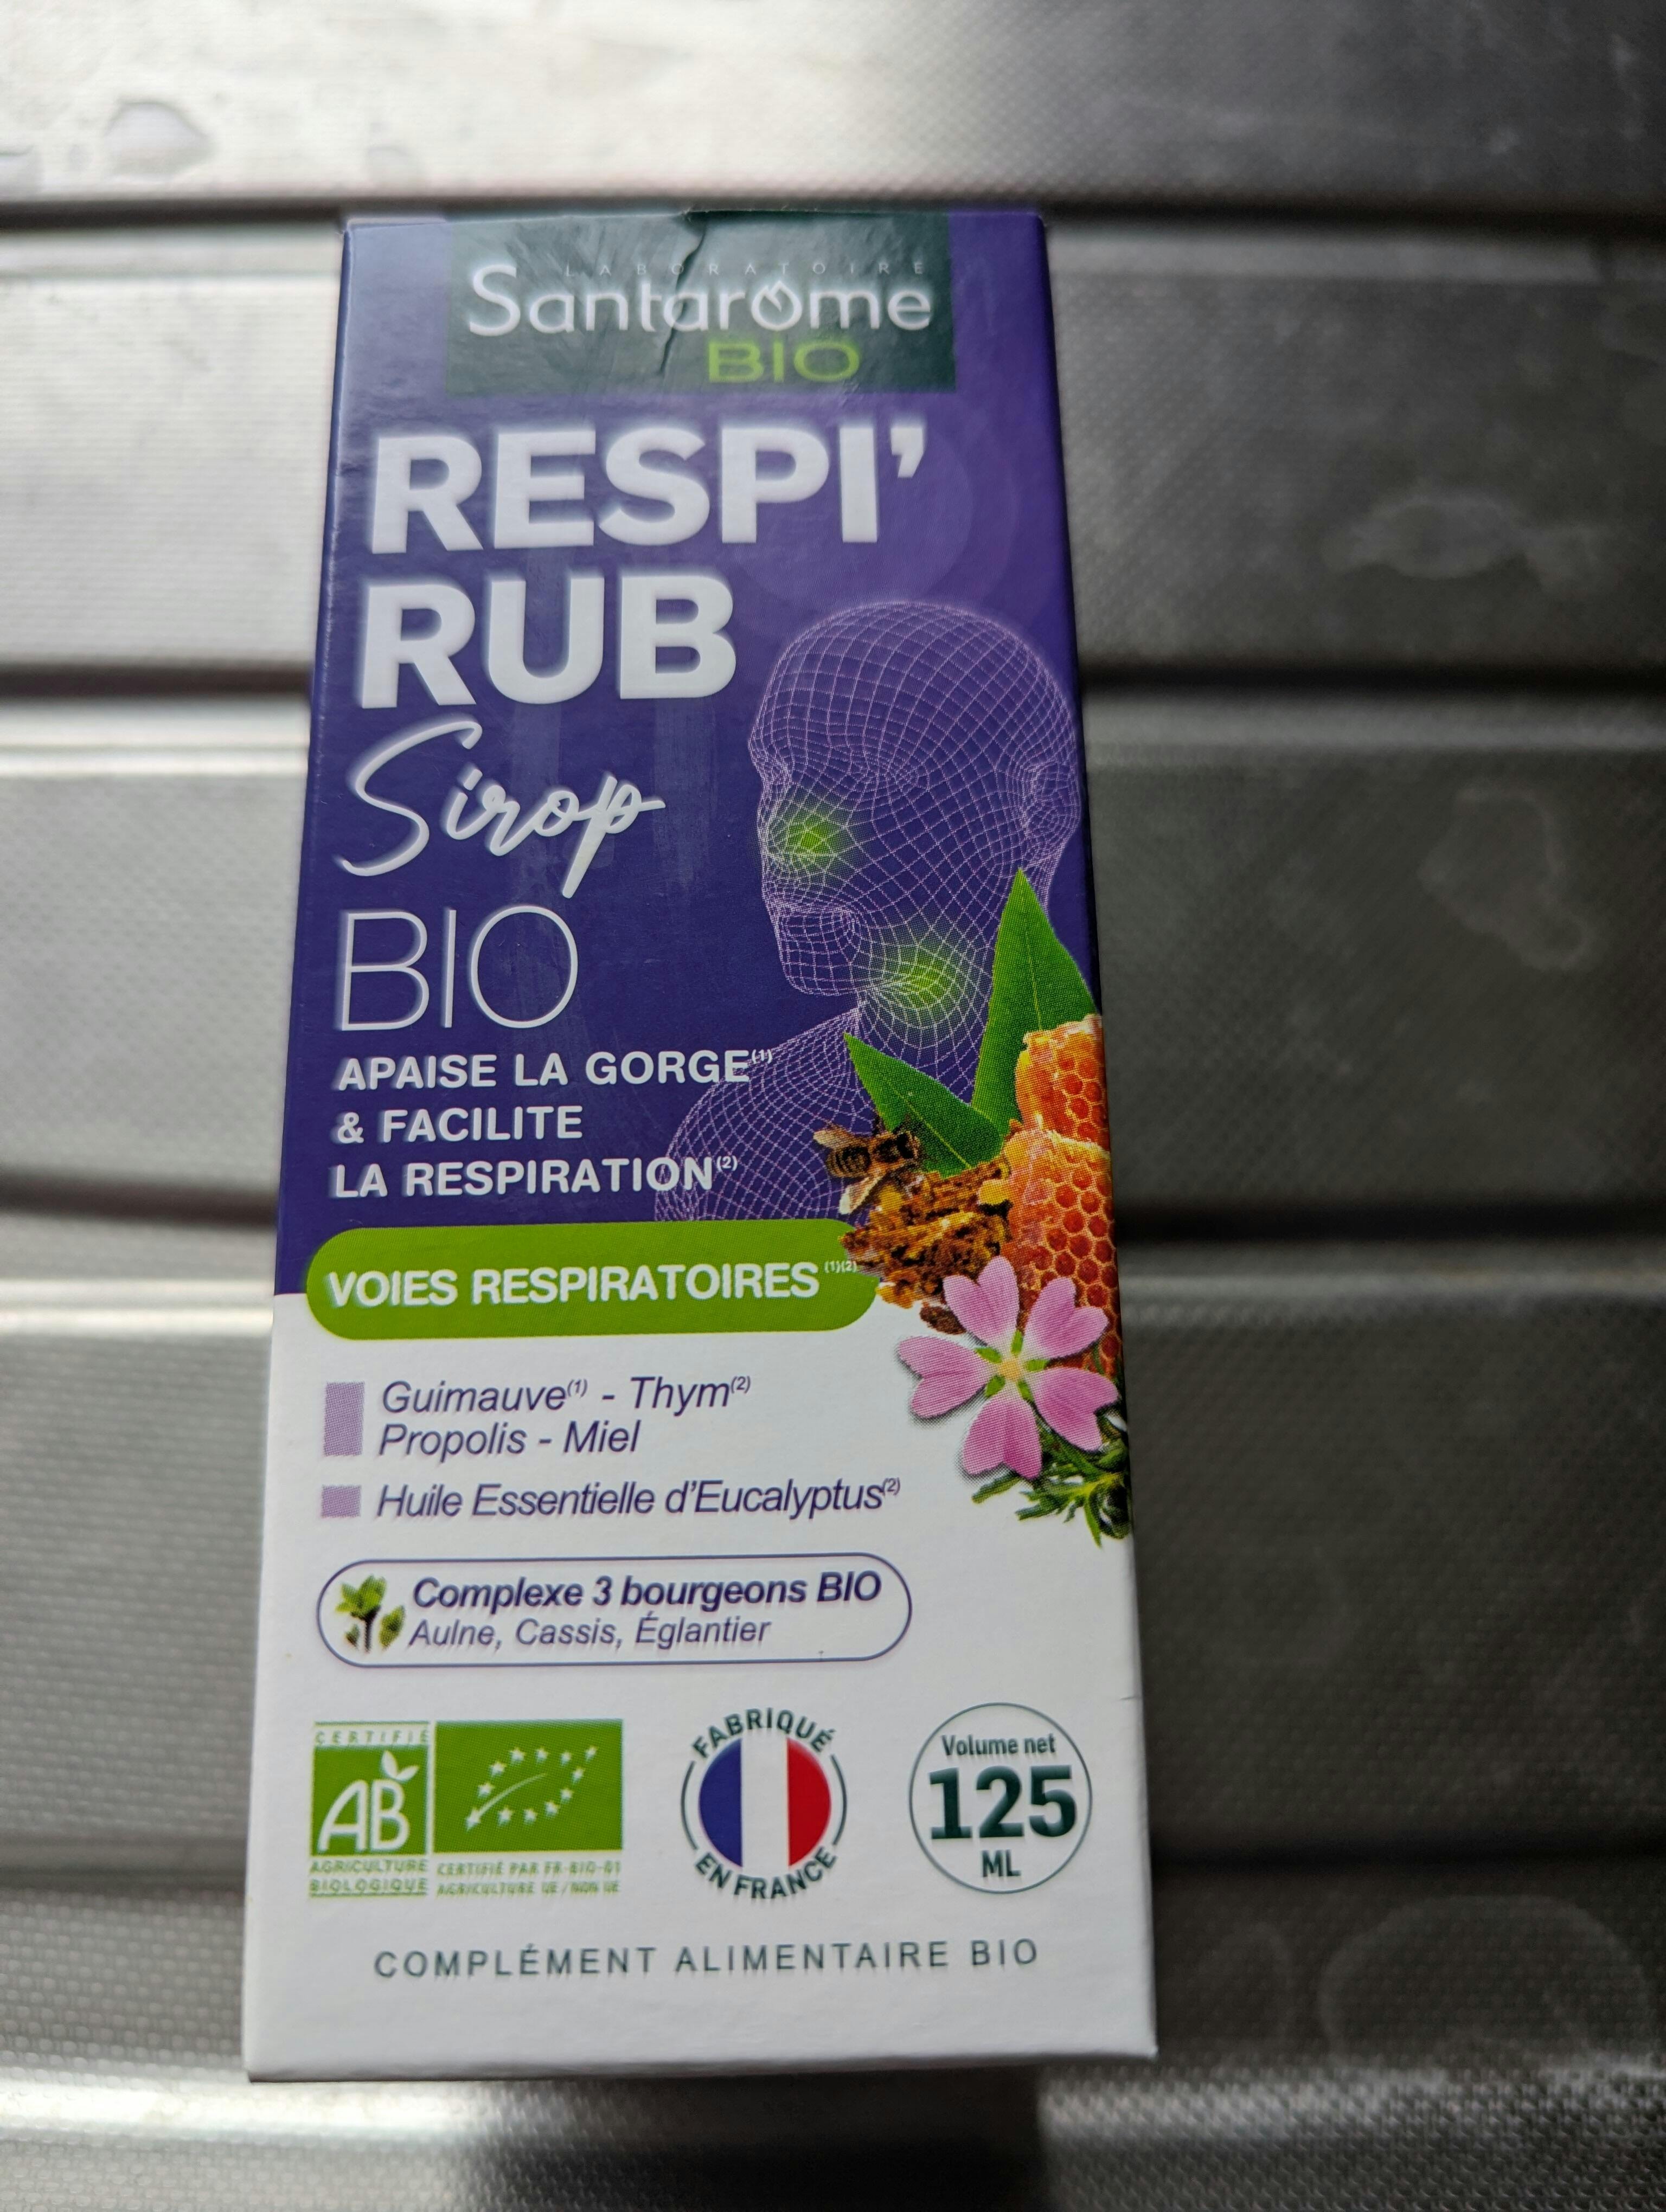 LABORATOIRE
Santarome
BIO
RESPI'
RUB
Sirop
BIO
APAISE LA GORGE(1)
& FACILITE
LA RESPIRATION(2)
VOIES RESPIRATOIRES (1)(2)
Guimauve(1) - Thym(2)
Propolis - Miel
Huile Essentielle d'Eucalyptus(2)
Complexe 3 bourgeons BIO
Aulne, Cassis, Églantier
CERTIFIÉ
AB
AGRICULTURE
BIOLOGIQUE
CERTIFIÉ PAR FR-BIO-01
AGRICULTURE UE / NON UE
FABRIQUÉ
EN FRANCE
Volume net
125
ML
COMPLÉMENT ALIMENTAIRE BIO